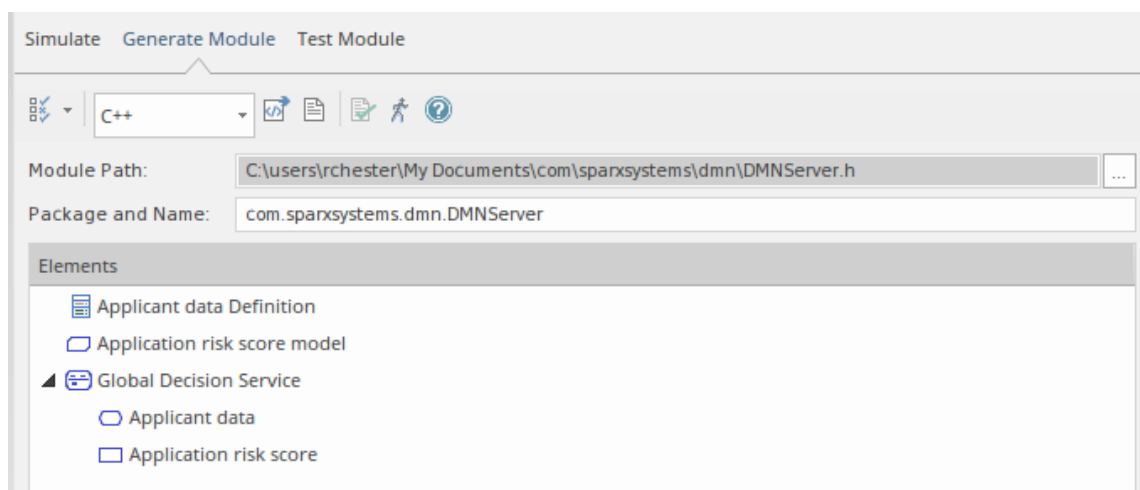 Simulate Generate Module Test Module
C++
Module Path: C:\users\rchester\My Documents\com\sparxsystems\dmn\DMNServer.h ...
Package and Name: com.sparxsystems.dmn.DMNServer
Elements
Applicant data Definition
Application risk score model
Global Decision Service
Applicant data
Application risk score